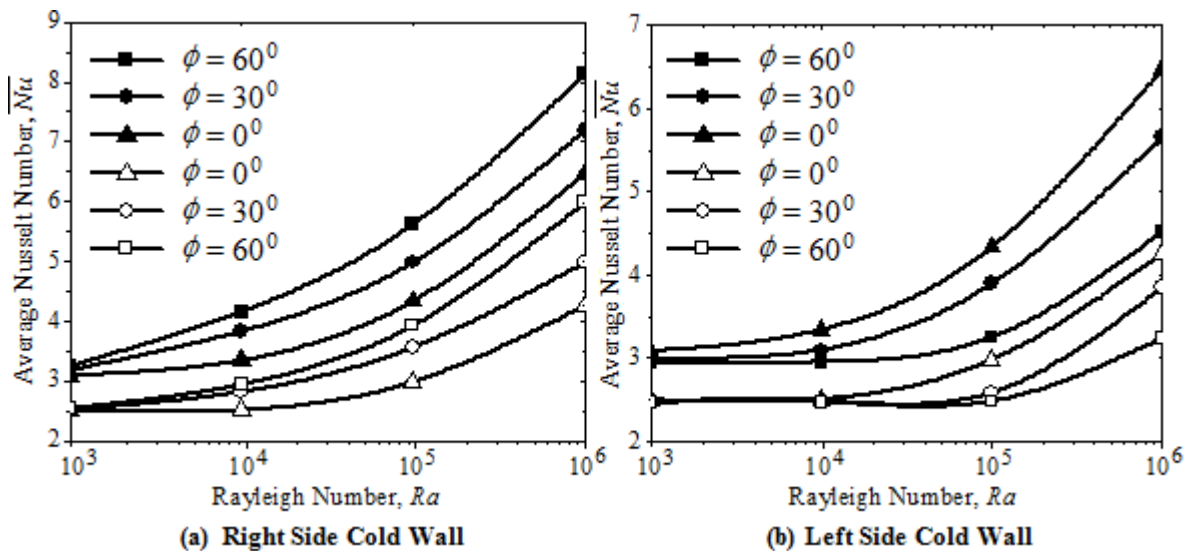 Average Nusselt Number, Nu
9
8
7
6
5
4
3
2
ϕ = 60⁰
ϕ = 30⁰
ϕ = 0⁰
ϕ = 0⁰
ϕ = 30⁰
ϕ = 60⁰
10³ 10⁴ 10⁵ 10⁶
Rayleigh Number, Ra
(a) Right Side Cold Wall
Average Nusselt Number, Nu
7
6
5
4
3
2
ϕ = 60⁰
ϕ = 30⁰
ϕ = 0⁰
ϕ = 0⁰
ϕ = 30⁰
ϕ = 60⁰
10³ 10⁴ 10⁵ 10⁶
Rayleigh Number, Ra
(b) Left Side Cold Wall